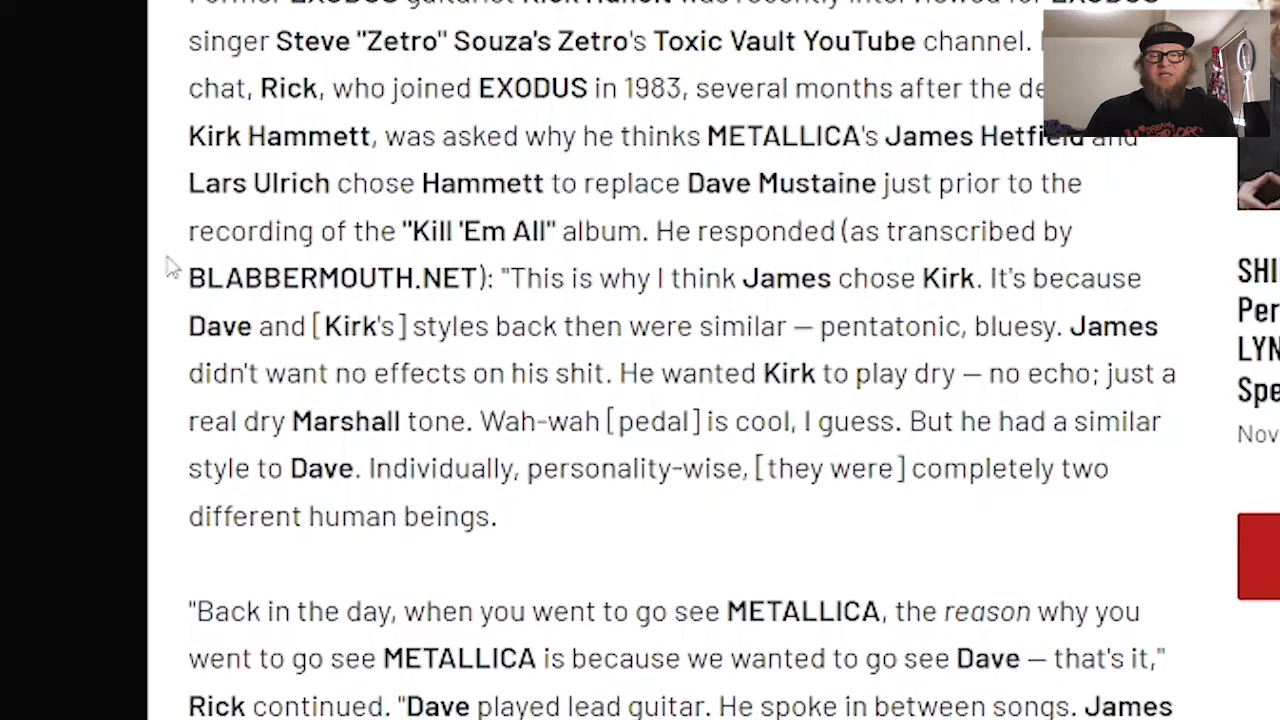 singer Steve "Zetro" Souza's Zetro's Toxic Vault YouTube channel.
chat, Rick, who joined EXODUS in 1983, several months after the
Kirk Hammett, was asked why he thinks METALLICA's James Hetfield and
Lars Ulrich chose Hammett to replace Dave Mustaine just prior to the
recording of the "Kill 'Em All" album. He responded (as transcribed by
BLABBERMOUTH.NET): "This is why I think James chose Kirk. It's because
Dave and [Kirk's] styles back then were similar — pentatonic, bluesy. James
didn't want no effects on his shit. He wanted Kirk to play dry — no echo; just a
real dry Marshall tone. Wah-wah [pedal] is cool, I guess. But he had a similar
style to Dave. Individually, personality-wise, [they were] completely two
different human beings.
"Back in the day, when you went to go see METALLICA, the reason why you
went to go see METALLICA is because we wanted to go see Dave — that's it,"
Rick continued. "Dave played lead guitar. He spoke in between songs. James
SHI
Per
LYN
Spe
Nov